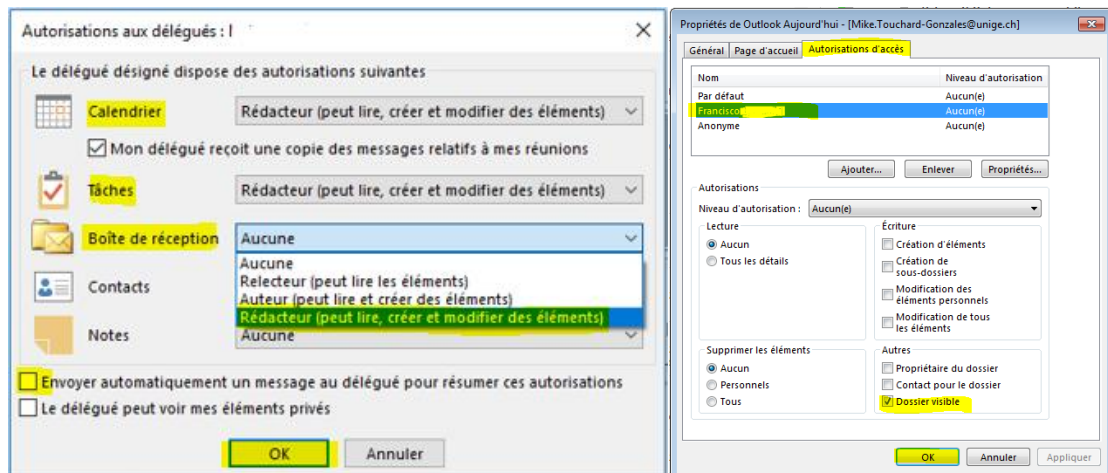 Autorisations aux délégués : l
Le délégué désigné dispose des autorisations suivantes
Calendrier Rédacteur (peut lire, créer et modifier des éléments)
Mon délégué reçoit une copie des messages relatifs à mes réunions
Tâches Rédacteur (peut lire, créer et modifier des éléments)
Boîte de réception Aucune
Aucune
Relecteur (peut lire les éléments)
Auteur (peut lire et créer des éléments)
Contacts
Rédacteur (peut lire, créer et modifier des éléments)
Notes Aucune
Envoyer automatiquement un message au délégué pour résumer ces autorisations
Le délégué peut voir mes éléments privés
OK Annuler
Propriétés de Outlook Aujourd'hui - [Mike.Touchard-Gonzales@unige.ch]
Général Page d'accueil Autorisations d'accès
Nom Niveau d'autorisation
Par défaut Aucun(e)
Francisco Aucun(e)
Anonyme Aucun(e)
Ajouter... Enlever Propriétés...
Autorisations
Niveau d'autorisation : Aucun(e)
Lecture
Aucun
Tous les détails
Écriture
Création d'éléments
Création de
sous-dossiers
Modification des
éléments personnels
Modification de tous
les éléments
Supprimer les éléments
Aucun
Personnels
Tous
Autres
Propriétaire du dossier
Contact pour le dossier
Dossier visible
OK Annuler Appliquer